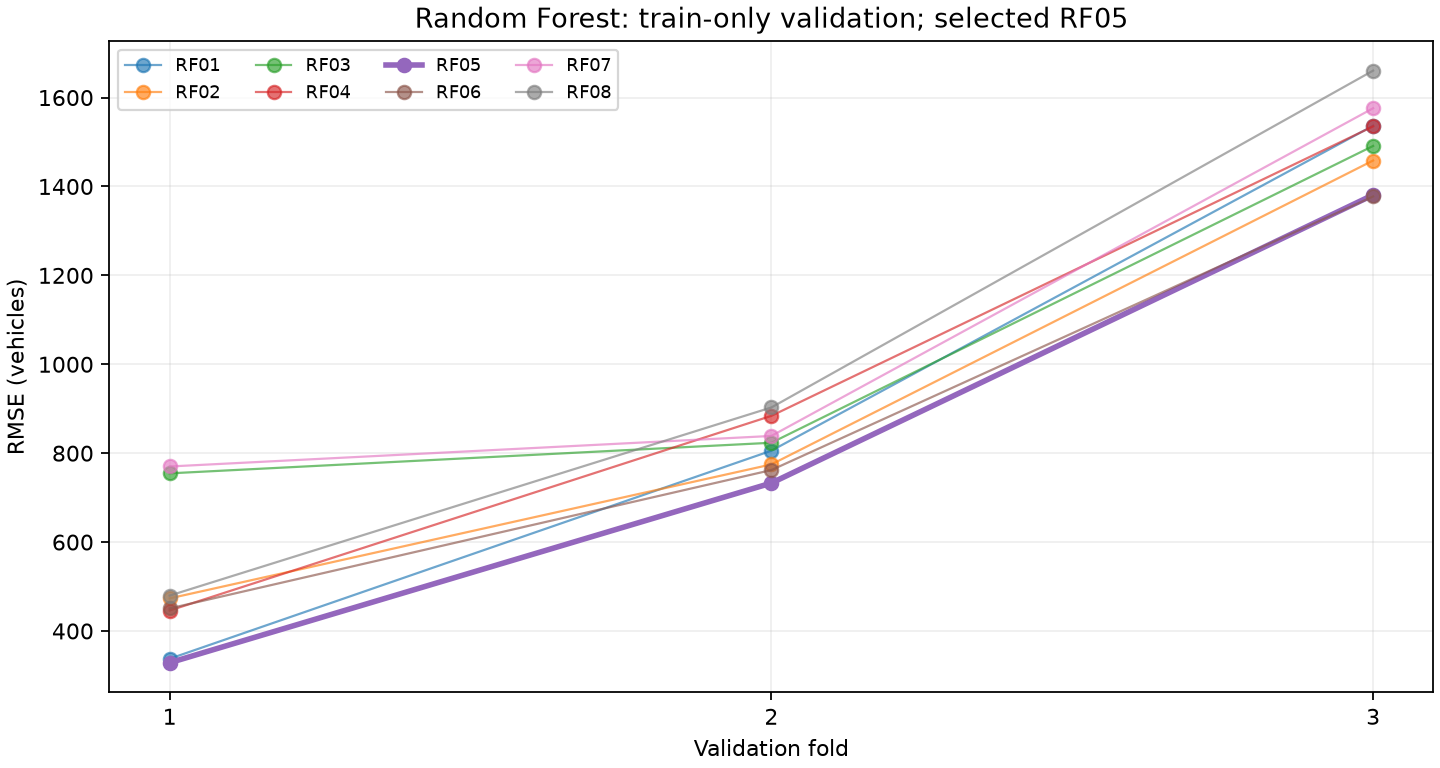 Random Forest: train-only validation; selected RF05
RF01 RF03 RF05 RF07
RF02 RF04 RF06 RF08
1600
1400
1200
1000
800
600
400
RMSE (vehicles)
1 2 3
Validation fold